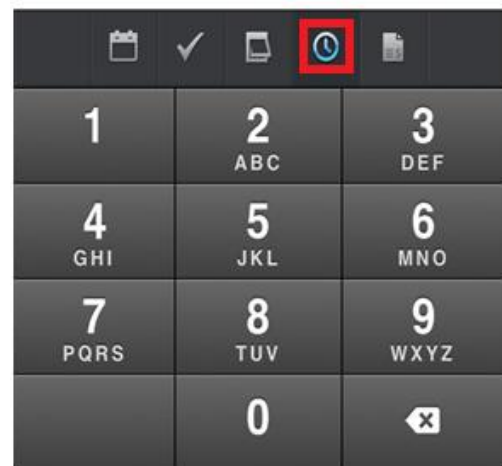 1 2 3
ABC DEF
4 5 6
GHI JKL MNO
7 8 9
PQRS TUV WXYZ
0